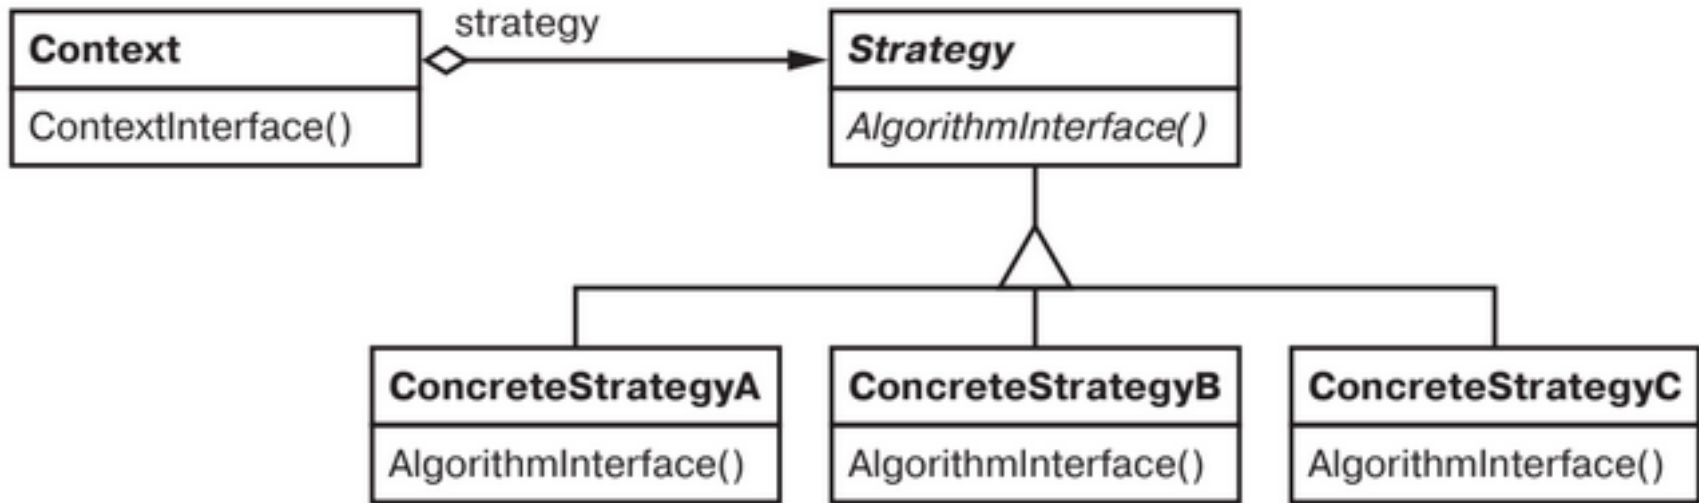 Context
ContextInterface()
strategy
Strategy
AlgorithmInterface()
ConcreteStrategyA
AlgorithmInterface()
ConcreteStrategyB
AlgorithmInterface()
ConcreteStrategyC
AlgorithmInterface()